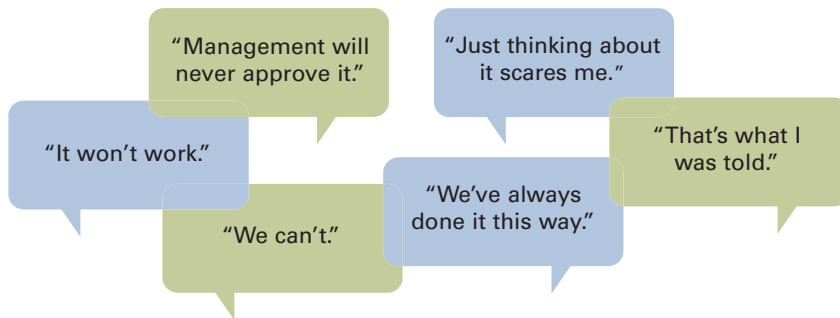 “Management will
never approve it.”
“Just thinking about
it scares me.”
“It won’t work.”
“That’s what I
was told.”
“We can’t.”
“We’ve always
done it this way.”